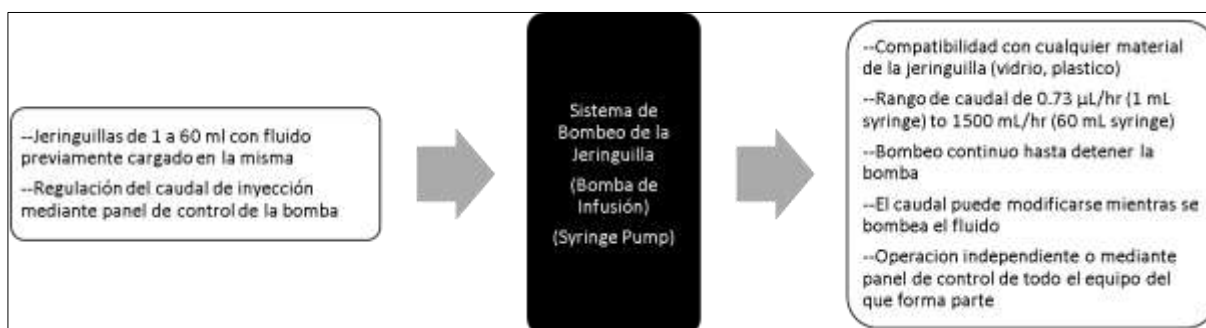 --Jeringuillas de 1 a 60 ml con fluido
previamente cargado en la misma
--Regulación del caudal de inyección
mediante panel de control de la bomba
Sistema de
Bombeo de la
Jeringuilla
(Bomba de
Infusión)
(Syringe Pump)
--Compatibilidad con cualquier material
de la jeringuilla (vidrio, plastico)
--Rango de caudal de 0.73 µL/hr (1 mL
syringe) to 1500 mL/hr (60 mL syringe)
--Bombeo continuo hasta detener la
bomba
--El caudal puede modificarse mientras se
bombea el fluido
--Operacion independiente o mediante
panel de control de todo el equipo del
que forma parte